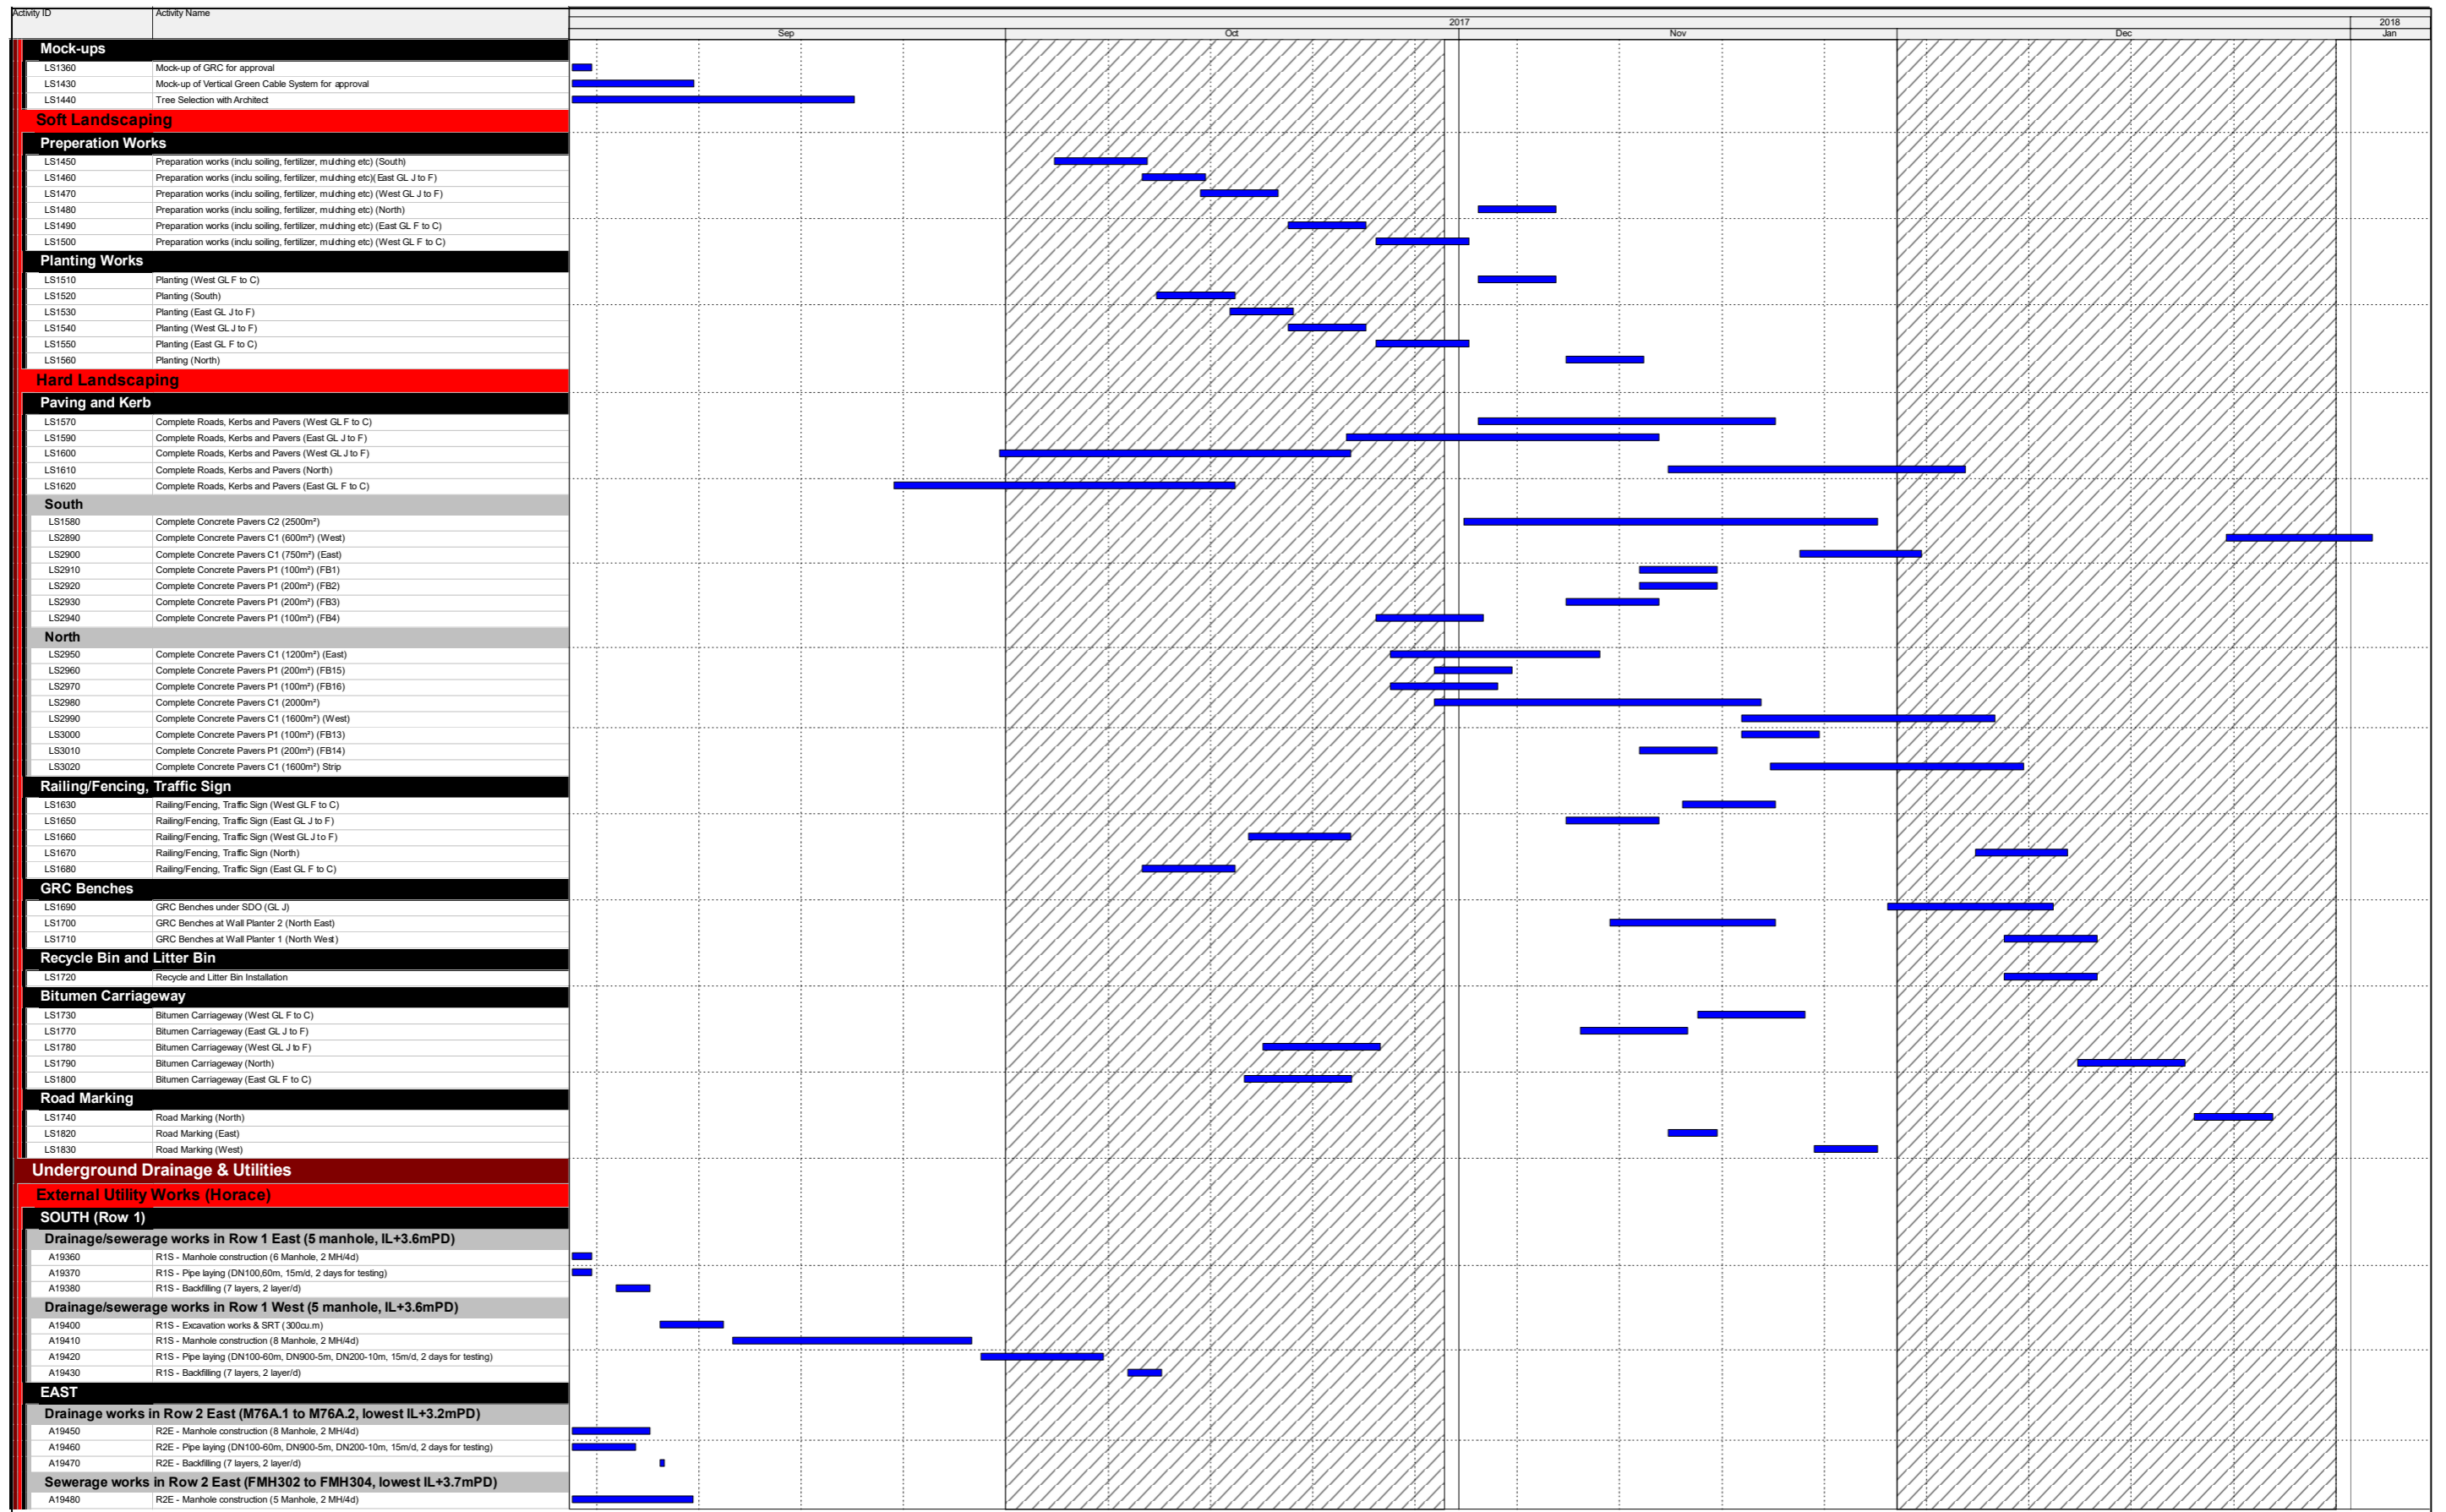 Activity ID Activity Name
2017 2018
Sep Oct Nov Dec Jan
Mock-ups
LS1360 Mock-up of GRC for approval
LS1430 Mock-up of Vertical Green Cable System for approval
LS1440 Tree Selection with Architect
Soft Landscaping
Preperation Works
LS1450 Preparation works (inclu soiling, fertilizer, mulching etc) (South)
LS1460 Preparation works (inclu soiling, fertilizer, mulching etc)(East GL J to F)
LS1470 Preparation works (inclu soiling, fertilizer, mulching etc) (West GL J to F)
LS1480 Preparation works (inclu soiling, fertilizer, mulching etc) (North)
LS1490 Preparation works (inclu soiling, fertilizer, mulching etc) (East GL F to C)
LS1500 Preparation works (inclu soiling, fertilizer, mulching etc) (West GL F to C)
Planting Works
LS1510 Planting (West GL F to C)
LS1520 Planting (South)
LS1530 Planting (East GL J to F)
LS1540 Planting (West GL J to F)
LS1550 Planting (East GL F to C)
LS1560 Planting (North)
Hard Landscaping
Paving and Kerb
LS1570 Complete Roads, Kerbs and Pavers (West GL F to C)
LS1590 Complete Roads, Kerbs and Pavers (East GL J to F)
LS1600 Complete Roads, Kerbs and Pavers (West GL J to F)
LS1610 Complete Roads, Kerbs and Pavers (North)
LS1620 Complete Roads, Kerbs and Pavers (East GL F to C)
South
LS1580 Complete Concrete Pavers C2 (2500m²)
LS2890 Complete Concrete Pavers C1 (600m²) (West)
LS2900 Complete Concrete Pavers C1 (750m²) (East)
LS2910 Complete Concrete Pavers P1 (100m²) (FB1)
LS2920 Complete Concrete Pavers P1 (200m²) (FB2)
LS2930 Complete Concrete Pavers P1 (200m²) (FB3)
LS2940 Complete Concrete Pavers P1 (100m²) (FB4)
North
LS2950 Complete Concrete Pavers C1 (1200m²) (East)
LS2960 Complete Concrete Pavers P1 (200m²) (FB15)
LS2970 Complete Concrete Pavers P1 (100m²) (FB16)
LS2980 Complete Concrete Pavers C1 (2000m²)
LS2990 Complete Concrete Pavers C1 (1600m²) (West)
LS3000 Complete Concrete Pavers P1 (100m²) (FB13)
LS3010 Complete Concrete Pavers P1 (200m²) (FB14)
LS3020 Complete Concrete Pavers C1 (1600m²) Strip
Railing/Fencing, Traffic Sign
LS1630 Railing/Fencing, Traffic Sign (West GL F to C)
LS1650 Railing/Fencing, Traffic Sign (East GL J to F)
LS1660 Railing/Fencing, Traffic Sign (West GL J to F)
LS1670 Railing/Fencing, Traffic Sign (North)
LS1680 Railing/Fencing, Traffic Sign (East GL F to C)
GRC Benches
LS1690 GRC Benches under SDO (GL J)
LS1700 GRC Benches at Wall Planter 2 (North East)
LS1710 GRC Benches at Wall Planter 1 (North West)
Recycle Bin and Litter Bin
LS1720 Recycle and Litter Bin Installation
Bitumen Carriageway
LS1730 Bitumen Carriageway (West GL F to C)
LS1770 Bitumen Carriageway (East GL J to F)
LS1780 Bitumen Carriageway (West GL J to F)
LS1790 Bitumen Carriageway (North)
LS1800 Bitumen Carriageway (East GL F to C)
Road Marking
LS1740 Road Marking (North)
LS1820 Road Marking (East)
LS1830 Road Marking (West)
Underground Drainage & Utilities
External Utility Works (Horace)
SOUTH (Row 1)
Drainage/sewerage works in Row 1 East (5 manhole, IL+3.6mPD)
A19360 R1S - Manhole construction (6 Manhole, 2 MH/4d)
A19370 R1S - Pipe laying (DN100,60m, 15m/d, 2 days for testing)
A19380 R1S - Backfilling (7 layers, 2 layer/d)
Drainage/sewerage works in Row 1 West (5 manhole, IL+3.6mPD)
A19400 R1S - Excavation works & SRT (300cu.m)
A19410 R1S - Manhole construction (8 Manhole, 2 MH/4d)
A19420 R1S - Pipe laying (DN100-60m, DN900-5m, DN200-10m, 15m/d, 2 days for testing)
A19430 R1S - Backfilling (7 layers, 2 layer/d)
EAST
Drainage works in Row 2 East (M76A.1 to M76A.2, lowest IL+3.2mPD)
A19450 R2E - Manhole construction (8 Manhole, 2 MH/4d)
A19460 R2E - Pipe laying (DN100-60m, DN900-5m, DN200-10m, 15m/d, 2 days for testing)
A19470 R2E - Backfilling (7 layers, 2 layer/d)
Sewerage works in Row 2 East (FMH302 to FMH304, lowest IL+3.7mPD)
A19480 R2E - Manhole construction (5 Manhole, 2 MH/4d)